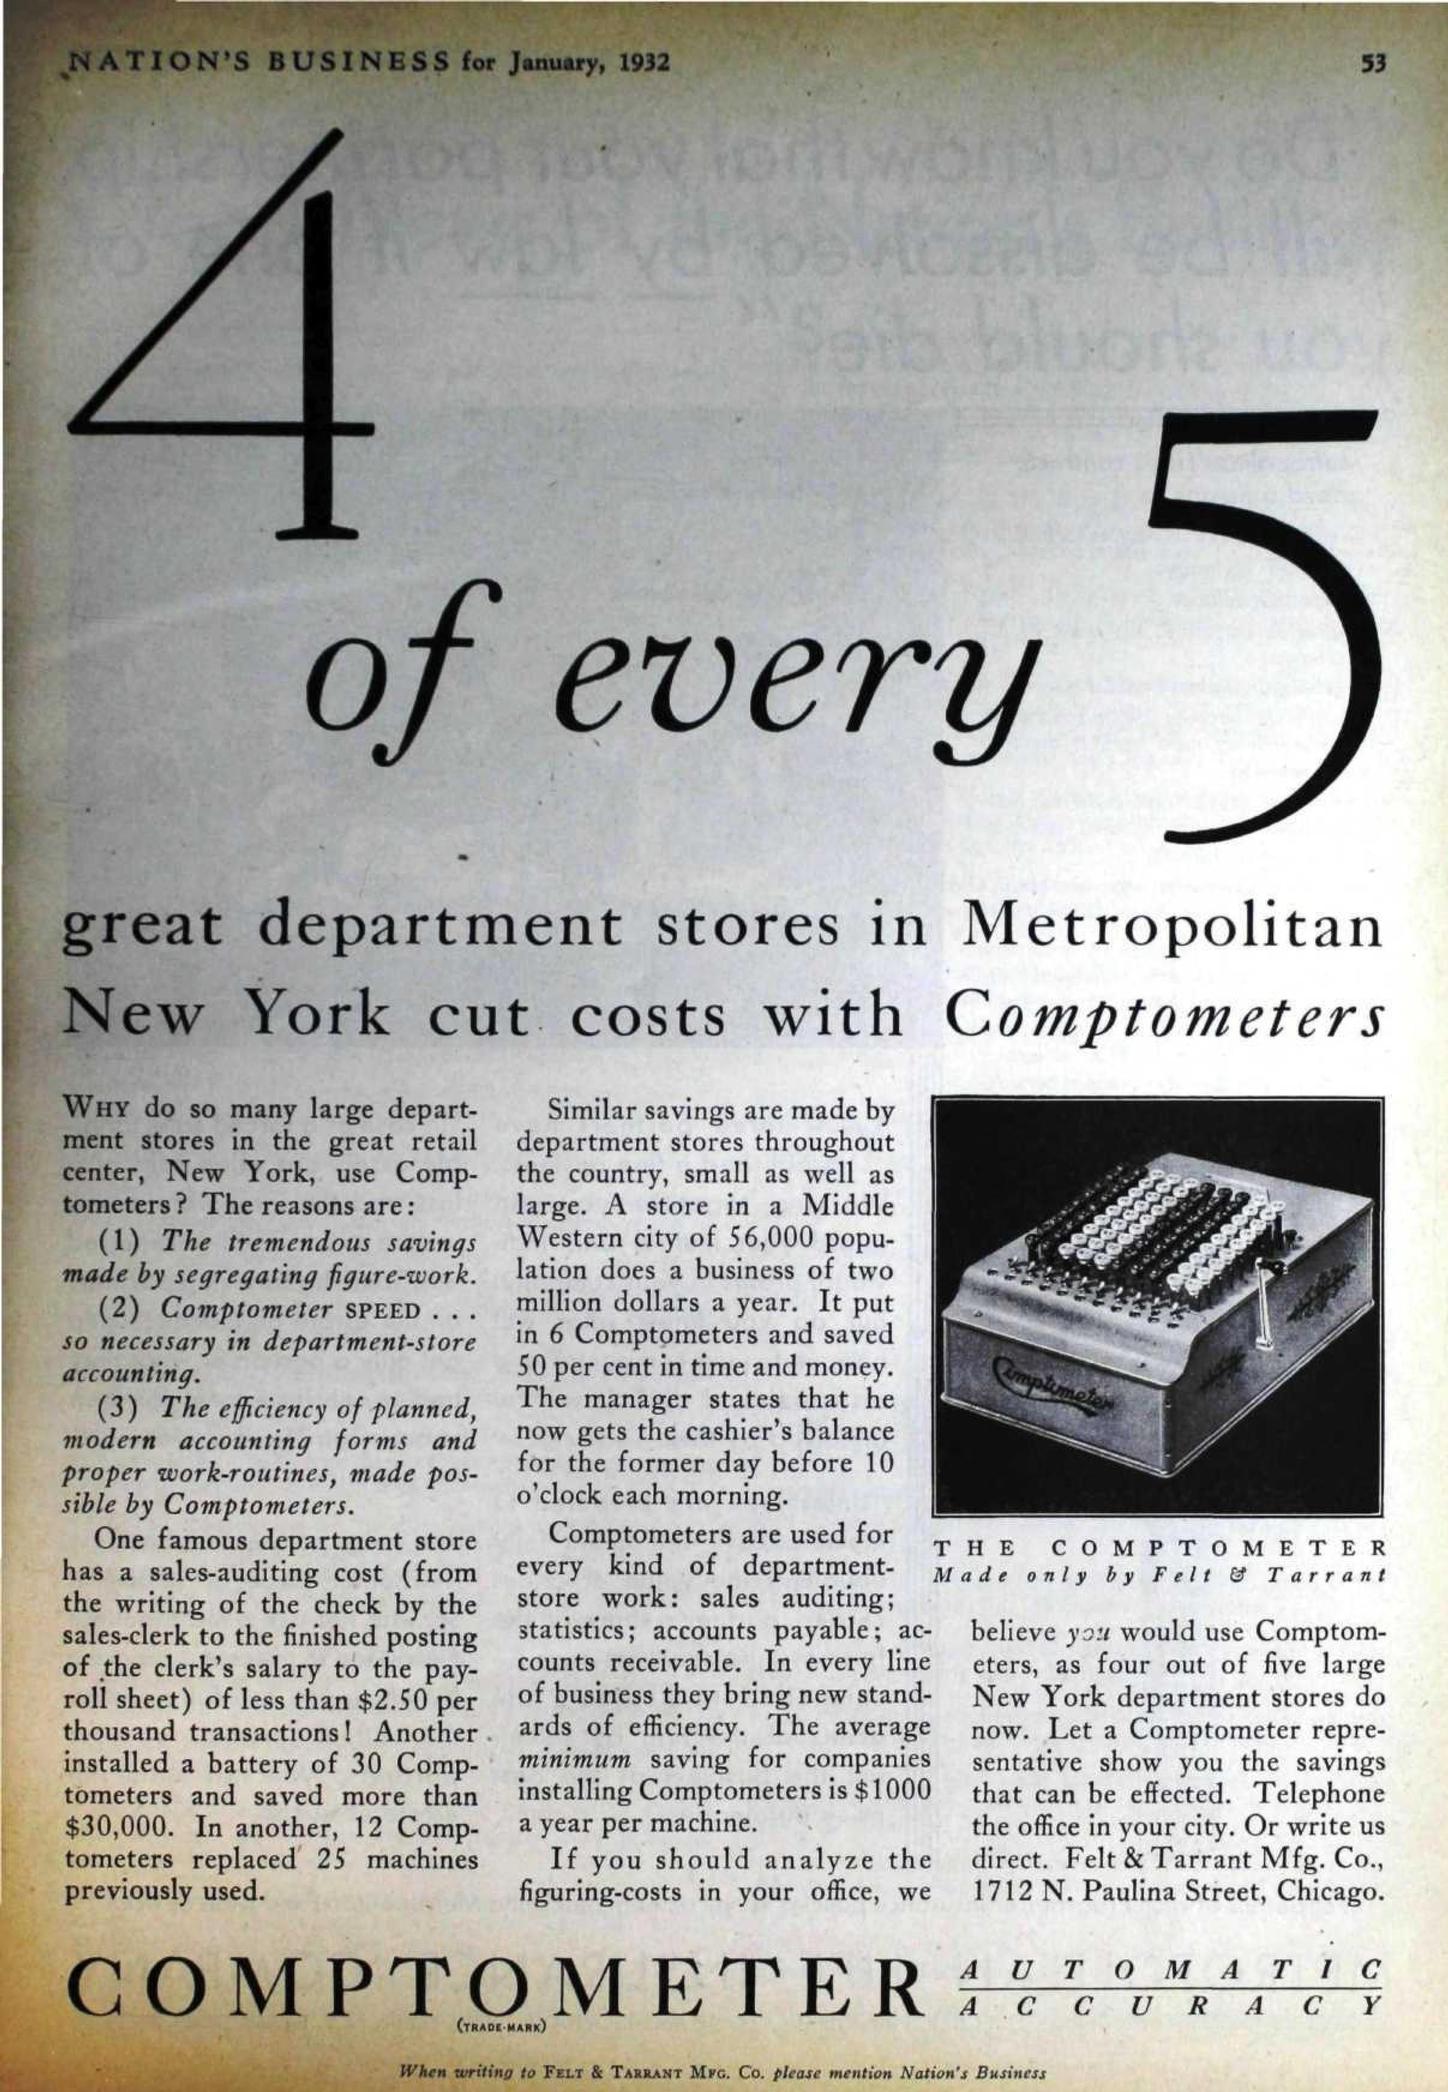 NATION'S BUSINESS for January, 1932
53
4
of every
5
great department stores in Metropolitan
New York cut costs with Comptometers
WHY do so many large depart-
ment stores in the great retail
center, New York, use Comp-
tometers? The reasons are:
(1) The tremendous savings
made by segregating figure-work.
(2) Comptometer SPEED . . .
so necessary in department-store
accounting.
(3) The efficiency of planned,
modern accounting forms and
proper work-routines, made pos-
sible by Comptometers.
One famous department store
has a sales-auditing cost (from
the writing of the check by the
sales-clerk to the finished posting
of the clerk's salary to the pay-
roll sheet) of less than $2.50 per
thousand transactions! Another
installed a battery of 30 Comp-
tometers and saved more than
$30,000. In another, 12 Comp-
tometers replaced 25 machines
previously used.
Similar savings are made by
department stores throughout
the country, small as well as
large. A store in a Middle
Western city of 56,000 popu-
lation does a business of two
million dollars a year. It put
in 6 Comptometers and saved
50 per cent in time and money.
The manager states that he
now gets the cashier's balance
for the former day before 10
o'clock each morning.
Comptometers are used for
every kind of department-
store work: sales auditing;
statistics; accounts payable; ac-
counts receivable. In every line
of business they bring new stand-
ards of efficiency. The average
minimum saving for companies
installing Comptometers is $1000
a year per machine.
If you should analyze the
figuring-costs in your office, we
Comptometer
THE COMPTOMETER
Made only by Felt & Tarrant
believe you would use Comptom-
eters, as four out of five large
New York department stores do
now. Let a Comptometer repre-
sentative show you the savings
that can be effected. Telephone
the office in your city. Or write us
direct. Felt & Tarrant Mfg. Co.,
1712 N. Paulina Street, Chicago.
COMPTOMETER
(TRADE-MARK)
AUTOMATIC
ACCURACY
When writing to FELT & TARRANT MFG. CO. please mention Nation's Business